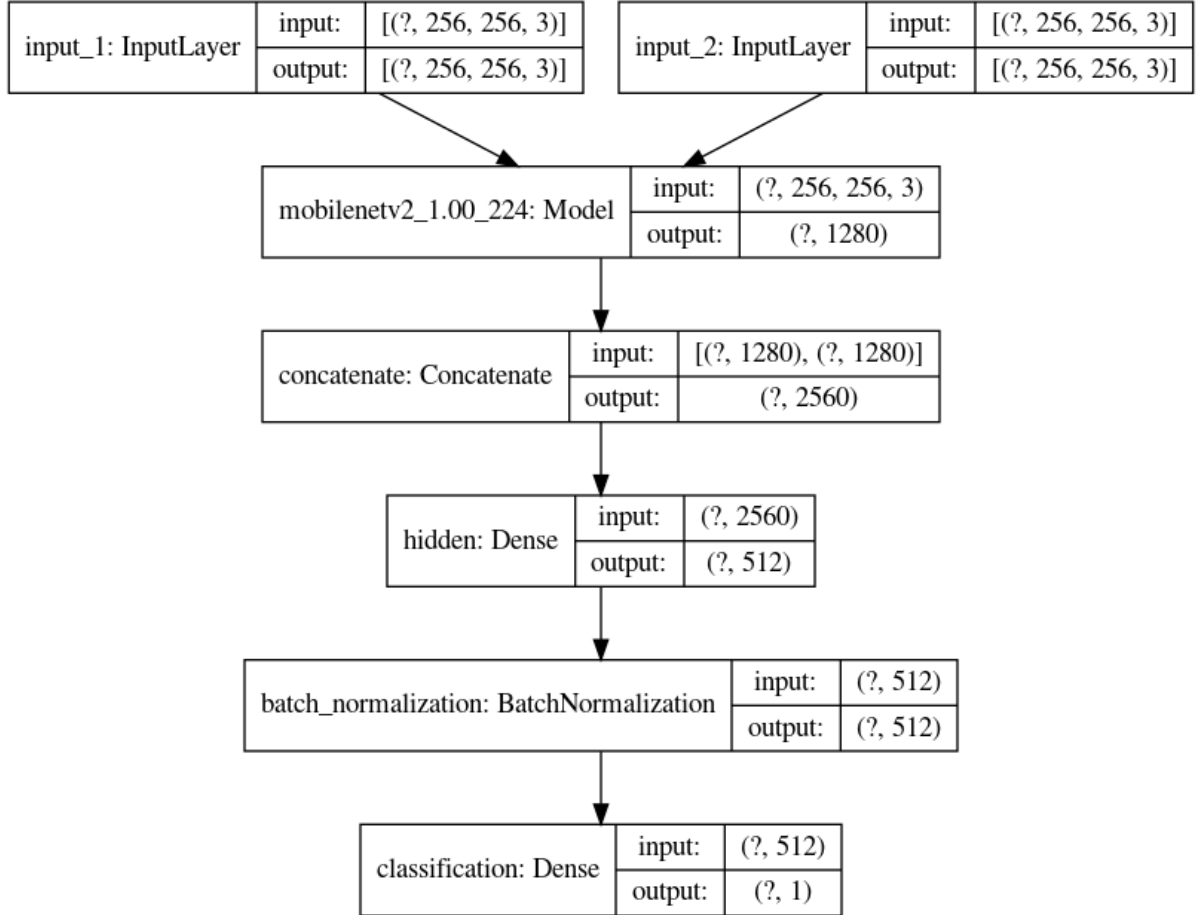 input_1: InputLayer
input: [(?, 256, 256, 3)]
output: [(?, 256, 256, 3)]
input_2: InputLayer
input: [(?, 256, 256, 3)]
output: [(?, 256, 256, 3)]
mobilenetv2_1.00_224: Model
input: (?, 256, 256, 3)
output: (?, 1280)
concatenate: Concatenate
input: [(?, 1280), (?, 1280)]
output: (?, 2560)
hidden: Dense
input: (?, 2560)
output: (?, 512)
batch_normalization: BatchNormalization
input: (?, 512)
output: (?, 512)
classification: Dense
input: (?, 512)
output: (?, 1)